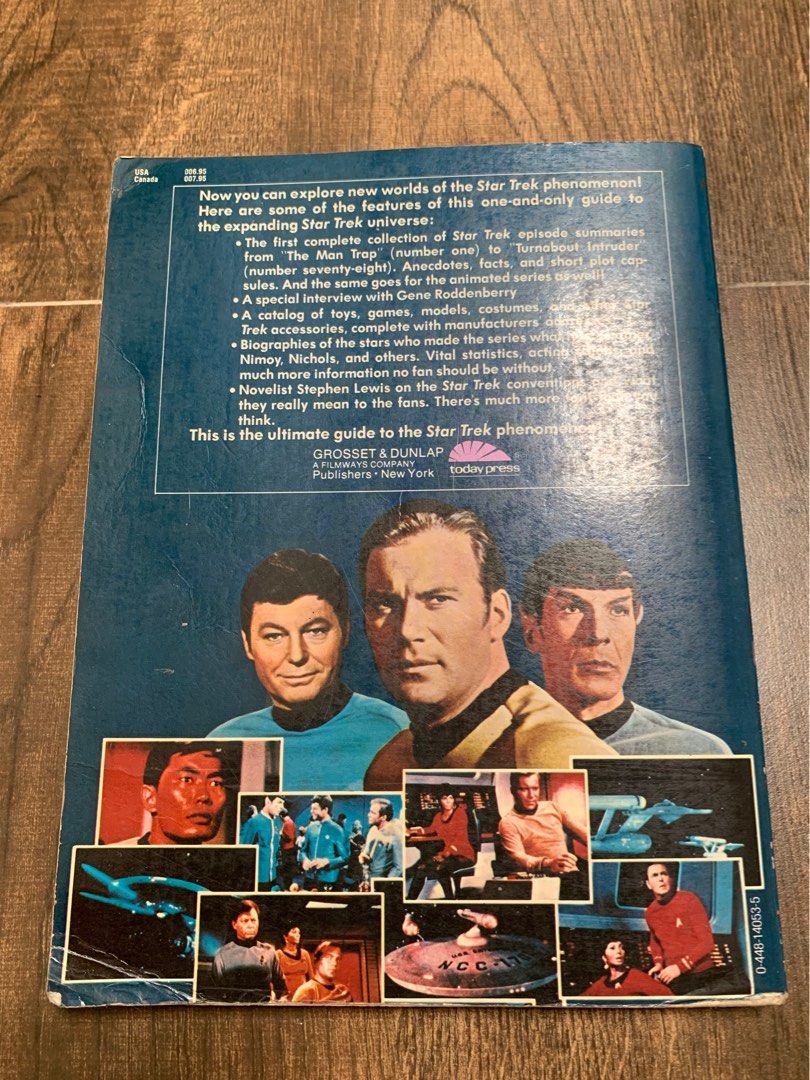 USA 006.95
Canada 007.95
Now you can explore new worlds of the Star Trek phenomenon!
Here are some of the features of this one-and-only guide to
the expanding Star Trek universe:
• The first complete collection of Star Trek episode summaries
from "The Man Trap" (number one) to "Turnabout Intruder"
(number seventy-eight). Anecdotes, facts, and short plot cap-
sules. And the same goes for the animated series as well!
• A special interview with Gene Roddenberry
• A catalog of toys, games, models, costumes, and other Star
Trek accessories, complete with manufacturers'
• Biographies of the stars who made the series what
Nimoy, Nichols, and others. Vital statistics, acting and
much more information no fan should be without.
• Novelist Stephen Lewis on the Star Trek conventions and what
they really mean to the fans. There's much more
think.
This is the ultimate guide to the Star Trek phenomenon
GROSSET & DUNLAP
A FILMWAYS COMPANY
Publishers • New York
today press
NCC-170
0-448-14053-5